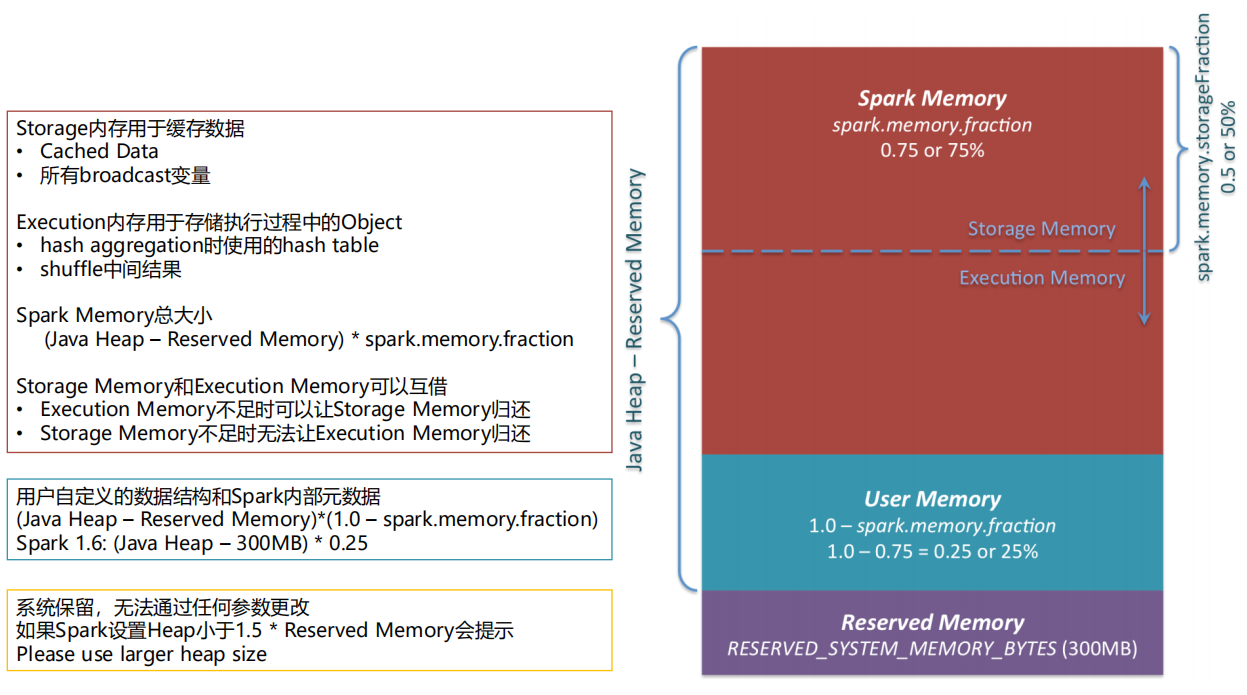 Storage内存用于缓存数据
• Cached Data
• 所有broadcast变量
Execution内存用于存储执行过程中的Object
• hash aggregation时使用的hash table
• shuffle中间结果
Spark Memory总大小
(Java Heap – Reserved Memory) * spark.memory.fraction
Storage Memory和Execution Memory可以互借
• Execution Memory不足时可以让Storage Memory归还
• Storage Memory不足时无法让Execution Memory归还
用户自定义的数据结构和Spark内部元数据
(Java Heap – Reserved Memory)*(1.0 – spark.memory.fraction)
Spark 1.6: (Java Heap – 300MB) * 0.25
系统保留，无法通过任何参数更改
如果Spark设置Heap小于1.5 * Reserved Memory会提示
Please use larger heap size
Java Heap – Reserved Memory
Spark Memory
spark.memory.fraction
0.75 or 75%
Storage Memory
Execution Memory
User Memory
1.0 – spark.memory.fraction
1.0 – 0.75 = 0.25 or 25%
Reserved Memory
RESERVED_SYSTEM_MEMORY_BYTES (300MB)
spark.memory.storageFraction
0.5 or 50%